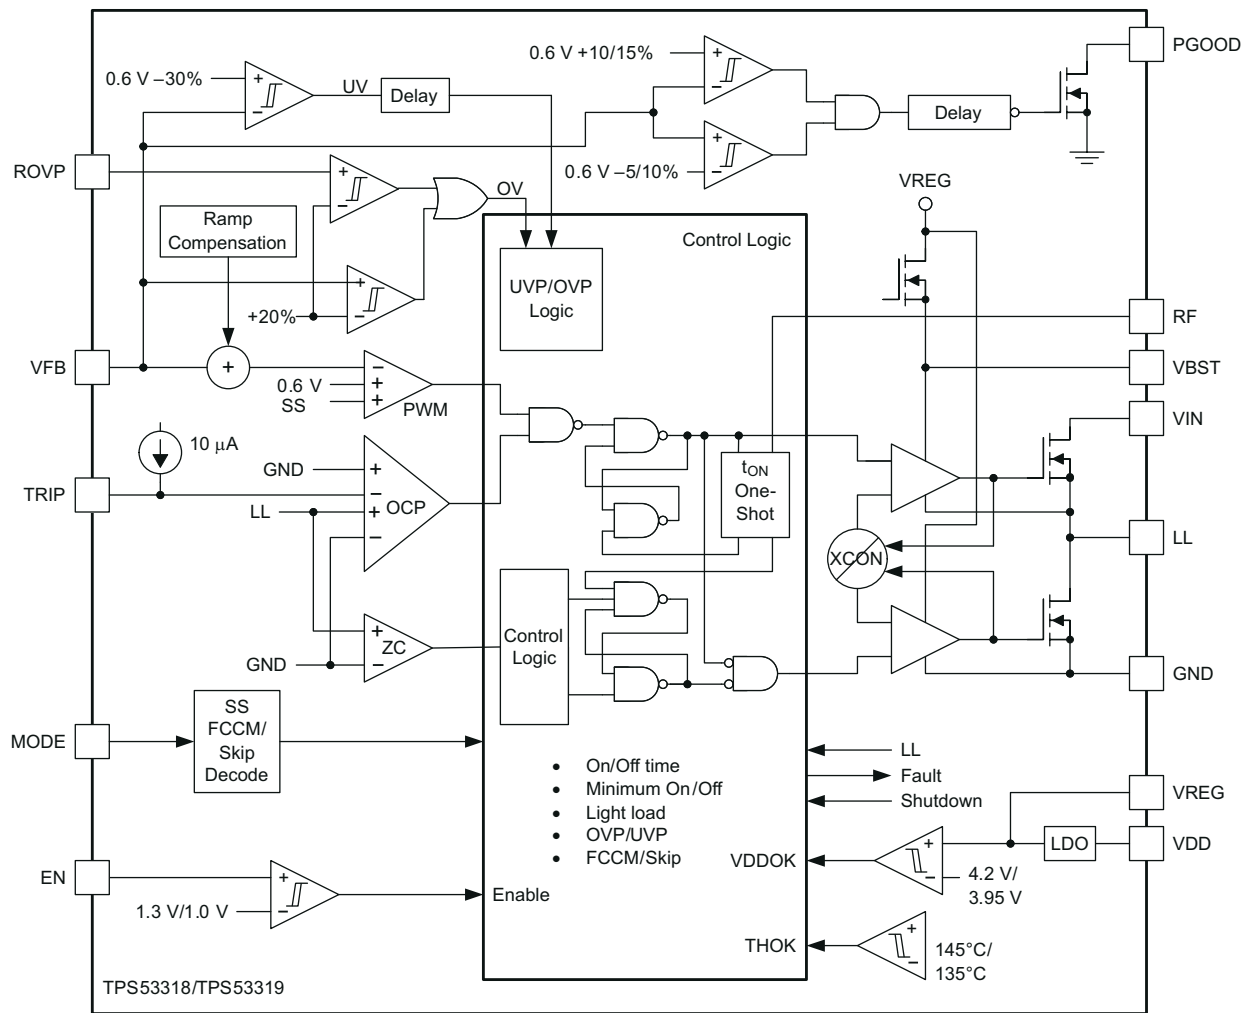 PGOOD
0.6 V +10/15%
0.6 V –30%
+
−
UV
Delay
+
−
Delay
+
−
0.6 V –5/10%
ROVP
+
−
OV
VREG
Ramp
Compensation
Control Logic
UVP/OVP
Logic
+
−
+20%
RF
VFB
+
−
+
+
0.6 V
SS
PWM
VBST
VIN
10 μA
GND
TRIP
LL
+
−
+
−
OCP
tON
One-
Shot
XCON
LL
Control
Logic
+
−
ZC
GND
GND
MODE
SS
FCCM/
Skip
Decode
• On/Off time
• Minimum On/Off
• Light load
• OVP/UVP
• FCCM/Skip
LL
Fault
Shutdown
VREG
LDO
VDD
VDDOK
+
−
4.2 V/
3.95 V
EN
+
−
1.3 V/1.0 V
Enable
THOK
+
−
145°C/
135°C
TPS53318/TPS53319